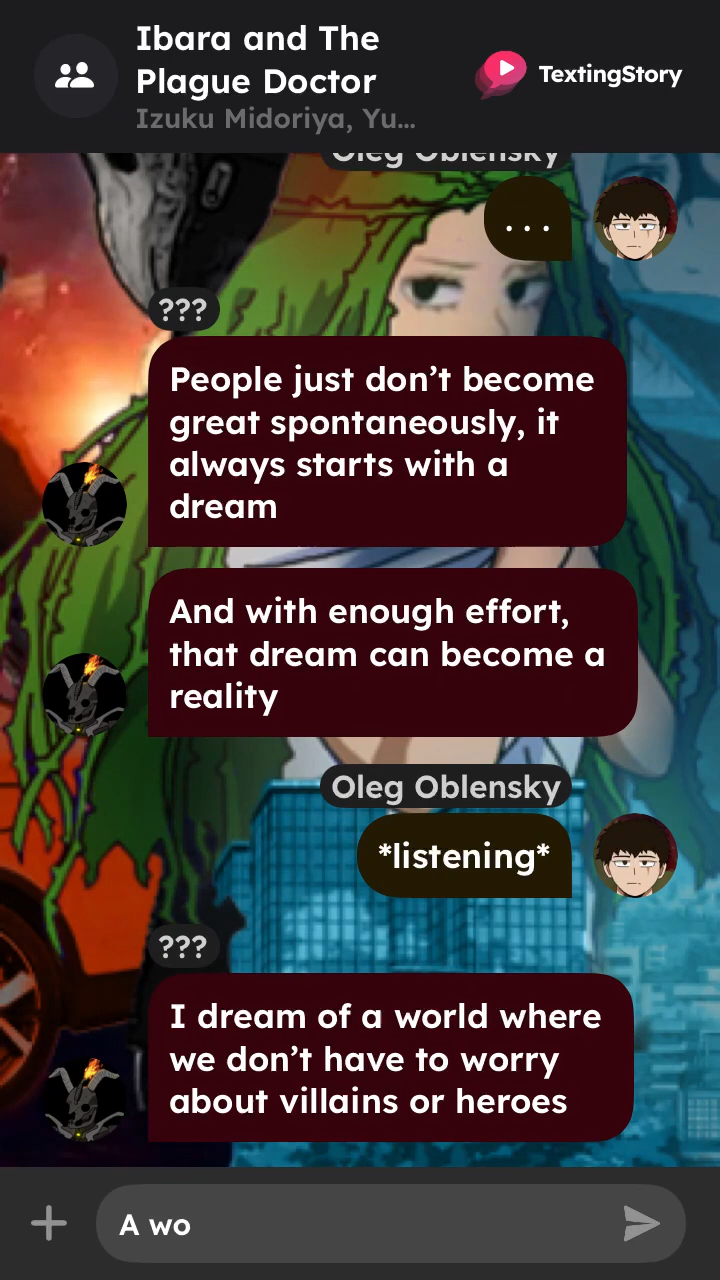 Ibara and The
Plague Doctor
Izuku Midoriya, Yu...
TextingStory
Oleg Oblensky
...
???
People just don’t become
great spontaneously, it
always starts with a
dream
And with enough effort,
that dream can become a
reality
Oleg Oblensky
*listening*
???
I dream of a world where
we don’t have to worry
about villains or heroes
A wo